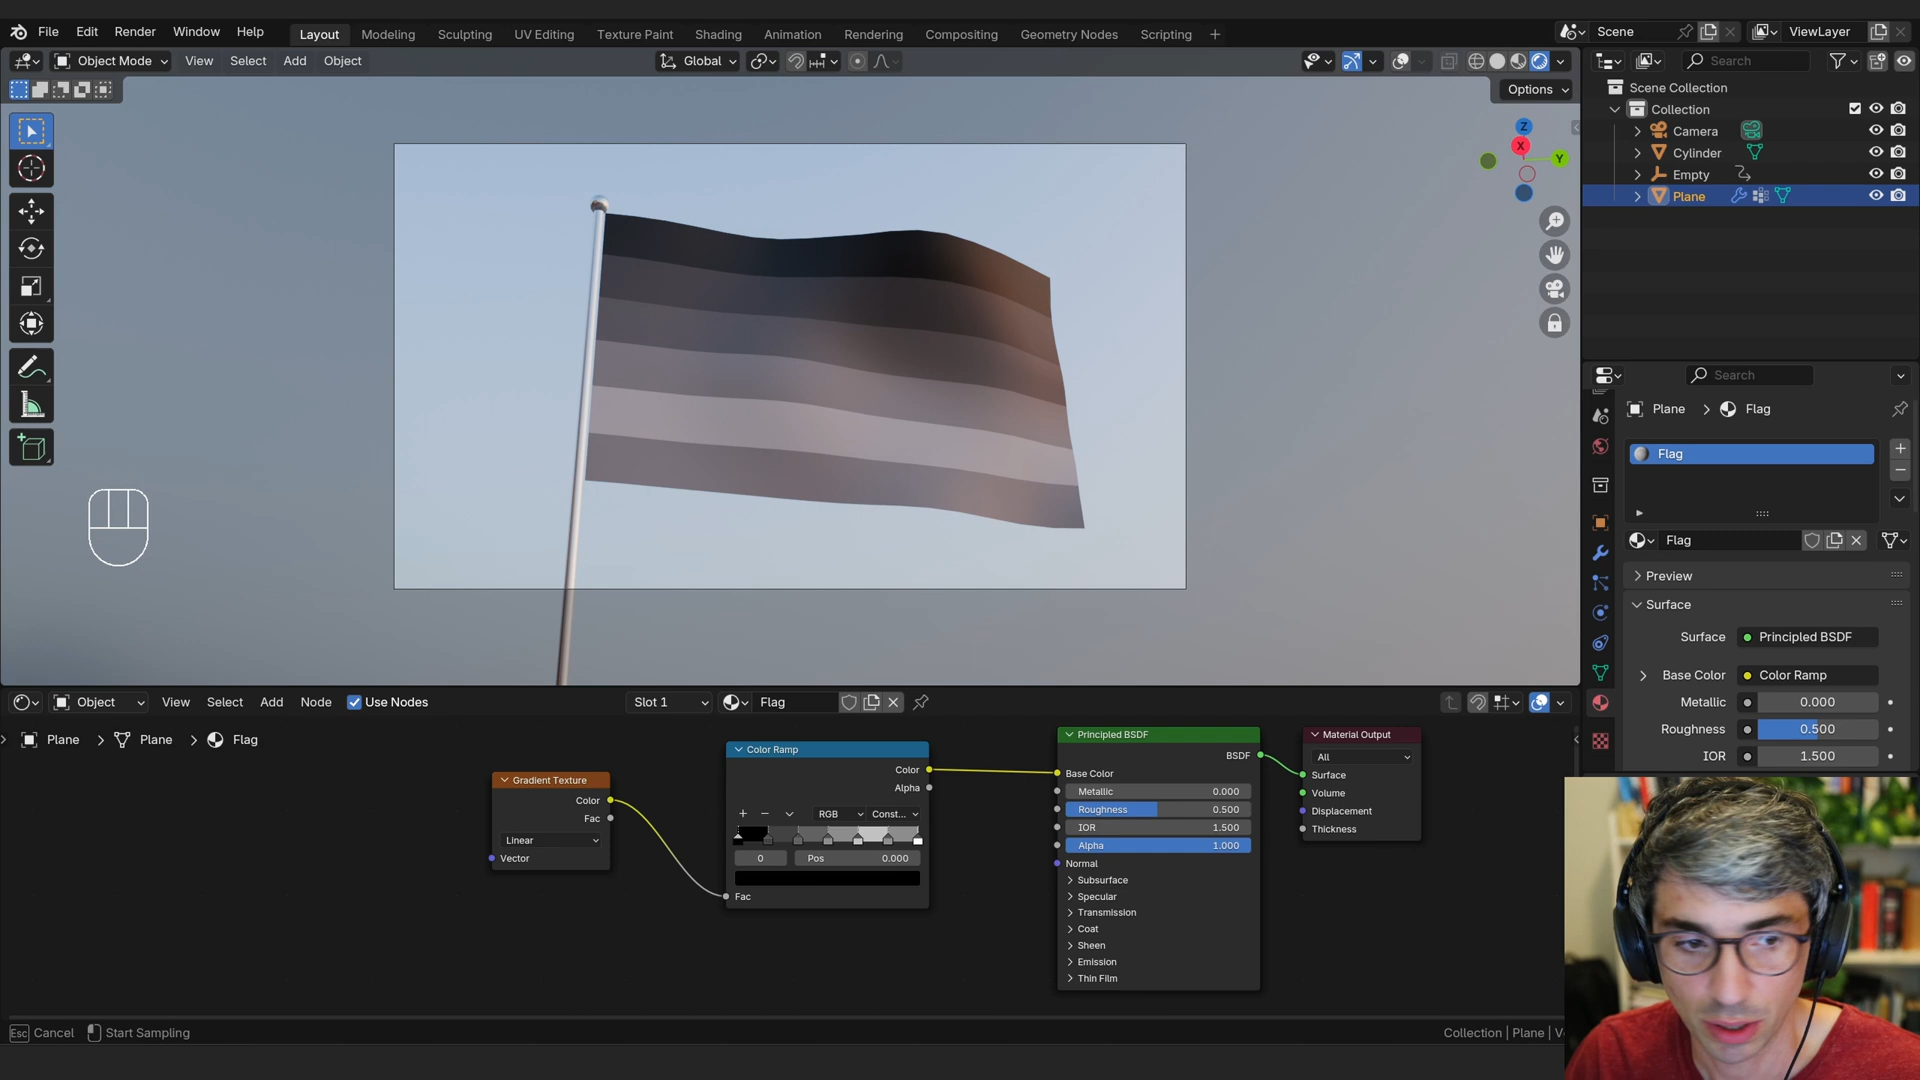 File Edit Render Window Help Layout Modeling Sculpting UV Editing Texture Paint Shading Animation Rendering Compositing Geometry Nodes Scripting + Scene ViewLayer
Object Mode View Select Add Object Global Search
Options
Scene Collection
Collection
Camera
Cylinder
Empty
Plane
Z
X
Y
Search
Plane > Flag
Flag
Flag
Preview
Surface
Surface Principled BSDF
Base Color Color Ramp
Metallic 0.000
Roughness 0.500
IOR 1.500
Object View Select Add Node Use Nodes Slot 1 Flag
Plane > Plane > Flag
Gradient Texture
Color
Fac
Linear
Vector
Color Ramp
Color
Alpha
RGB Const...
0 Pos 0.000
Fac
Principled BSDF
BSDF
Base Color
Metallic 0.000
Roughness 0.500
IOR 1.500
Alpha 1.000
Normal
Subsurface
Specular
Transmission
Coat
Sheen
Emission
Thin Film
Material Output
All
Surface
Volume
Displacement
Thickness
Esc Cancel Start Sampling
Collection | Plane |